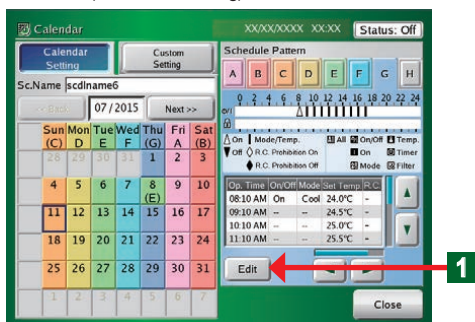 Calendar
XX/XX/XXXX XX:XX
Status: Off
Calendar Setting
Custom Setting
Sc.Name scdlname6
<< Back
07 / 2015
Next >>
Sun Mon Tue Wed Thu Fri Sat
(C) D E F (G) A (B)
28 29 30 31 1 2 3
4 5 6 7 8 9 10
(E)
11 12 13 14 15 16 17
18 19 20 21 22 23 24
25 26 27 28 29 30 31
1 2 3 4 5 6 7
Schedule Pattern
A B C D E F G H
0 2 4 6 8 10 12 14 16 18 20 22 24
On Mode/Temp. All On/Off Temp.
Off R.C. Prohibition On On Timer
R.C. Prohibition Off Mode Filter
Op. Time On/Off Mode Set Temp R.C.
08:10 AM On Cool 24.0°C -
09:10 AM -- -- 24.5°C -
10:10 AM -- -- 25.0°C -
11:10 AM -- -- 25.5°C -
Edit
1
Close